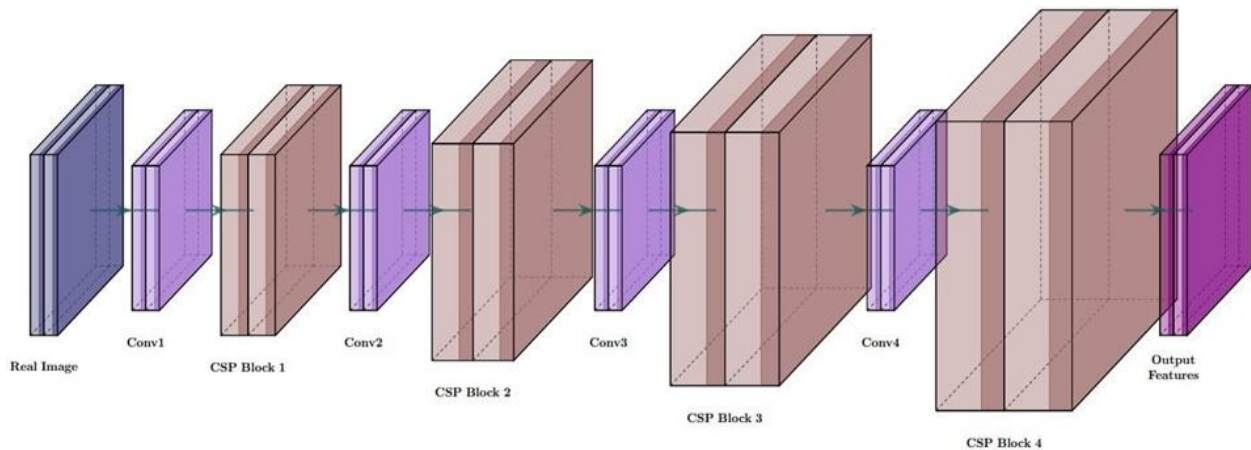 Real Image
Conv1
CSP Block 1
Conv2
CSP Block 2
Conv3
CSP Block 3
Conv4
CSP Block 4
Output
Features